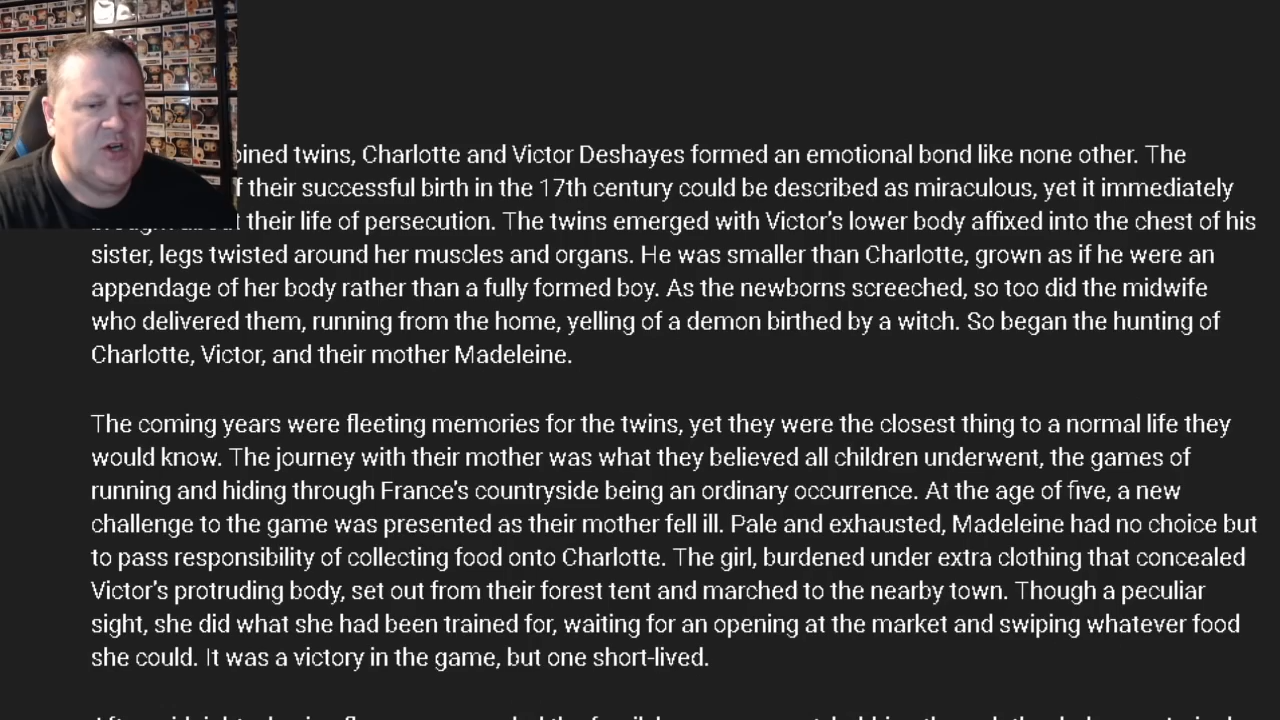 twins, Charlotte and Victor Deshayes formed an emotional bond like none other. The
their successful birth in the 17th century could be described as miraculous, yet it immediately
their life of persecution. The twins emerged with Victor's lower body affixed into the chest of his
sister, legs twisted around her muscles and organs. He was smaller than Charlotte, grown as if he were an
appendage of her body rather than a fully formed boy. As the newborns screeched, so too did the midwife
who delivered them, running from the home, yelling of a demon birthed by a witch. So began the hunting of
Charlotte, Victor, and their mother Madeleine.
The coming years were fleeting memories for the twins, yet they were the closest thing to a normal life they
would know. The journey with their mother was what they believed all children underwent, the games of
running and hiding through France's countryside being an ordinary occurrence. At the age of five, a new
challenge to the game was presented as their mother fell ill. Pale and exhausted, Madeleine had no choice but
to pass responsibility of collecting food onto Charlotte. The girl, burdened under extra clothing that concealed
Victor's protruding body, set out from their forest tent and marched to the nearby town. Though a peculiar
sight, she did what she had been trained for, waiting for an opening at the market and swiping whatever food
she could. It was a victory in the game, but one short-lived.